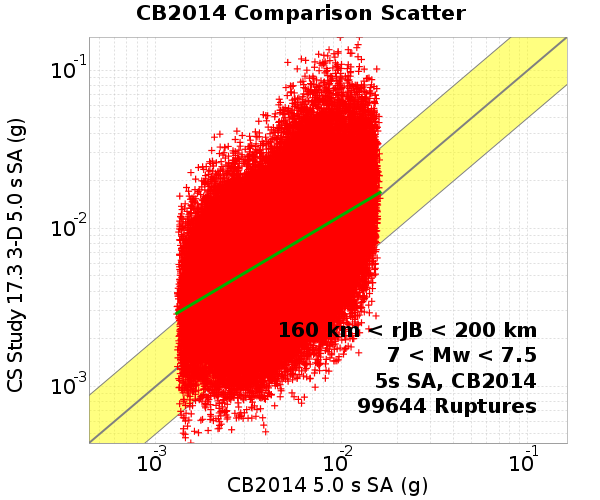 CB2014 Comparison Scatter
CS Study 17.3 3-D 5.0 s SA (g)
10-1
10-2
10-3
160 km < rJB < 200 km
7 < Mw < 7.5
5s SA, CB2014
99644 Ruptures
10-3 10-2 10-1
CB2014 5.0 s SA (g)